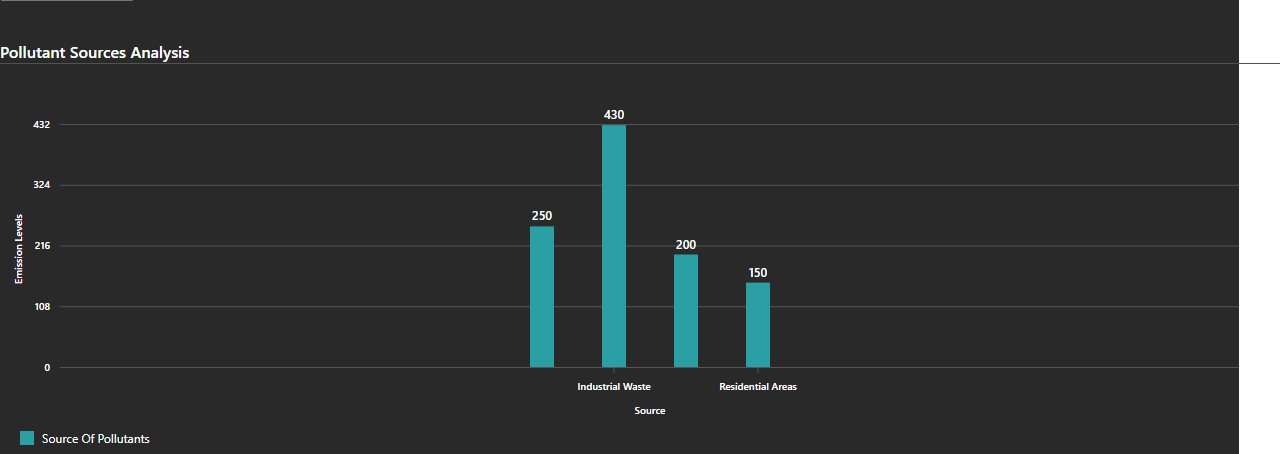 Pollutant Sources Analysis
432
324
216
108
0
Emission Levels
250
430
200
150
Industrial Waste
Residential Areas
Source
Source Of Pollutants